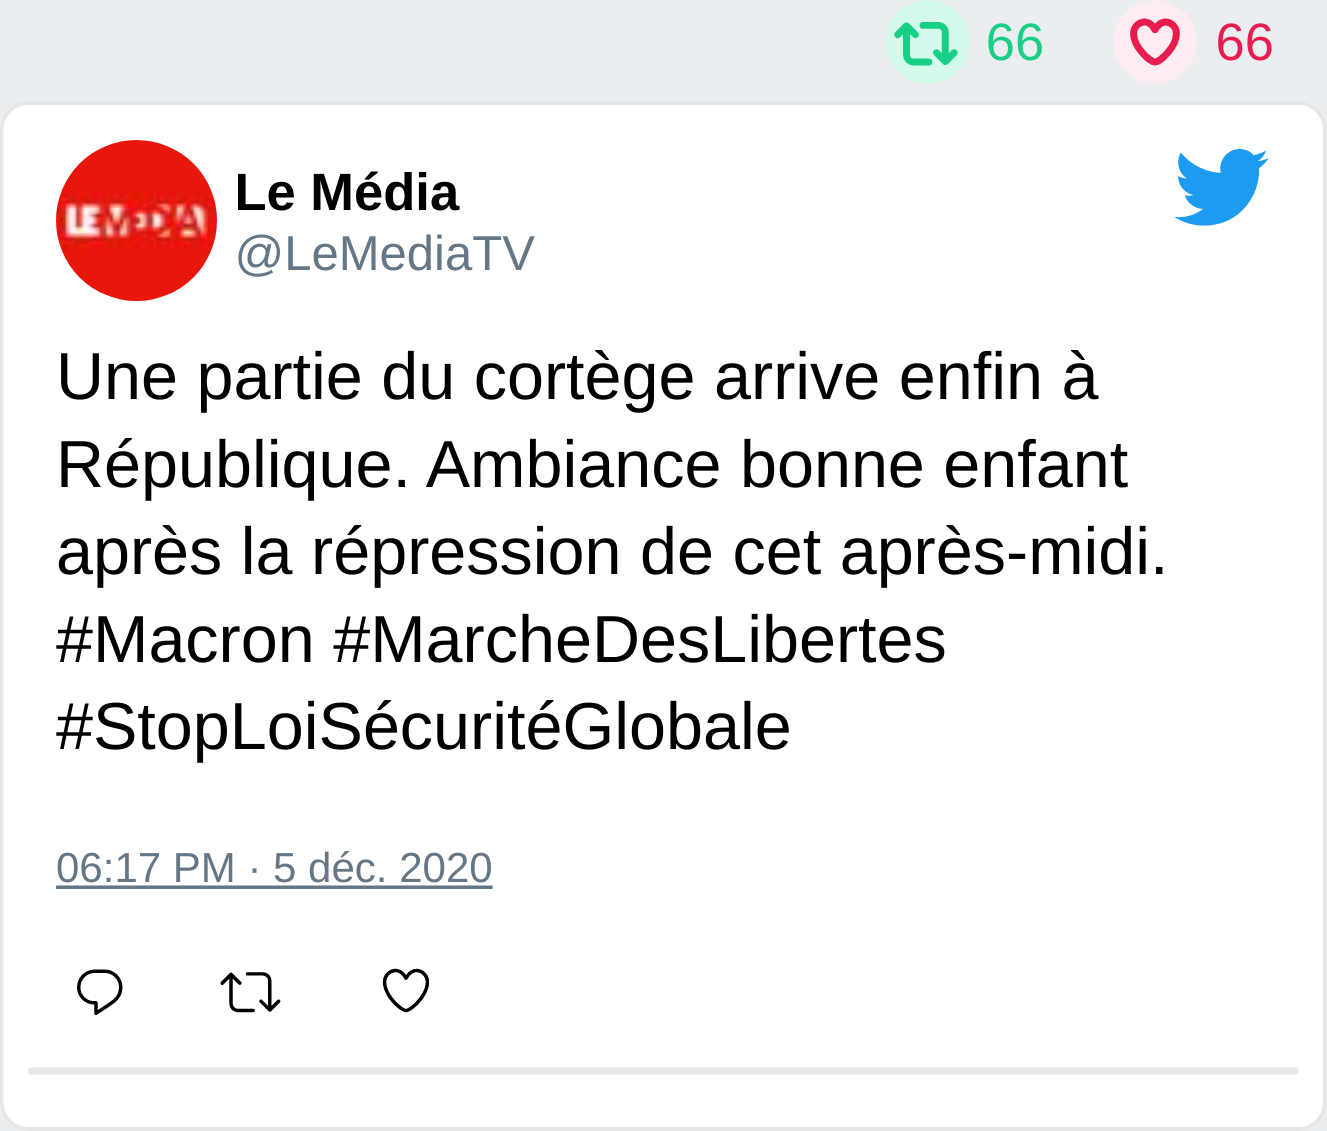 66 66
LE MEDIA
Le Média
@LeMediaTV
Une partie du cortège arrive enfin à
République. Ambiance bonne enfant
après la répression de cet après-midi.
#Macron #MarcheDesLibertes
#StopLoiSécuritéGlobale
06:17 PM · 5 déc. 2020